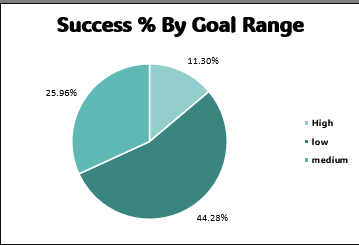 Success % By Goal Range
11.30%
25.96%
44.28%
High
low
medium